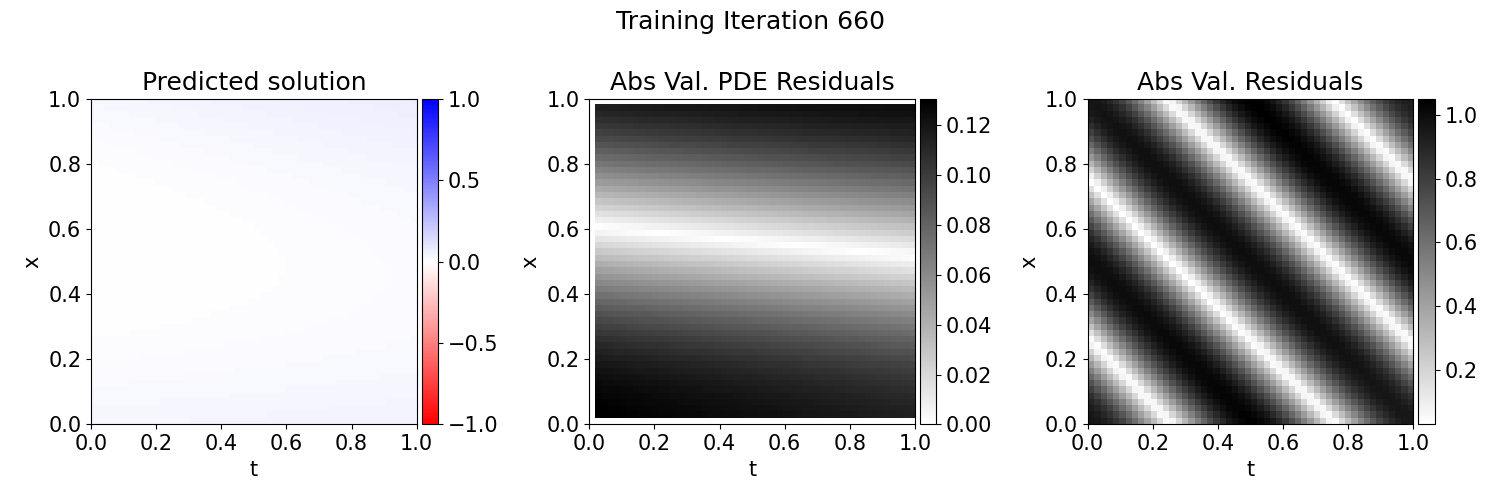 Training Iteration 660
Predicted solution
1.0
0.8
0.6
0.4
0.2
0.0
x
0.0 0.2 0.4 0.6 0.8 1.0
t
1.0
0.5
0.0
−0.5
−1.0
Abs Val. PDE Residuals
1.0
0.8
0.6
0.4
0.2
0.0
x
0.0 0.2 0.4 0.6 0.8 1.0
t
0.12
0.10
0.08
0.06
0.04
0.02
0.00
Abs Val. Residuals
1.0
0.8
0.6
0.4
0.2
0.0
x
0.0 0.2 0.4 0.6 0.8 1.0
t
1.0
0.8
0.6
0.4
0.2